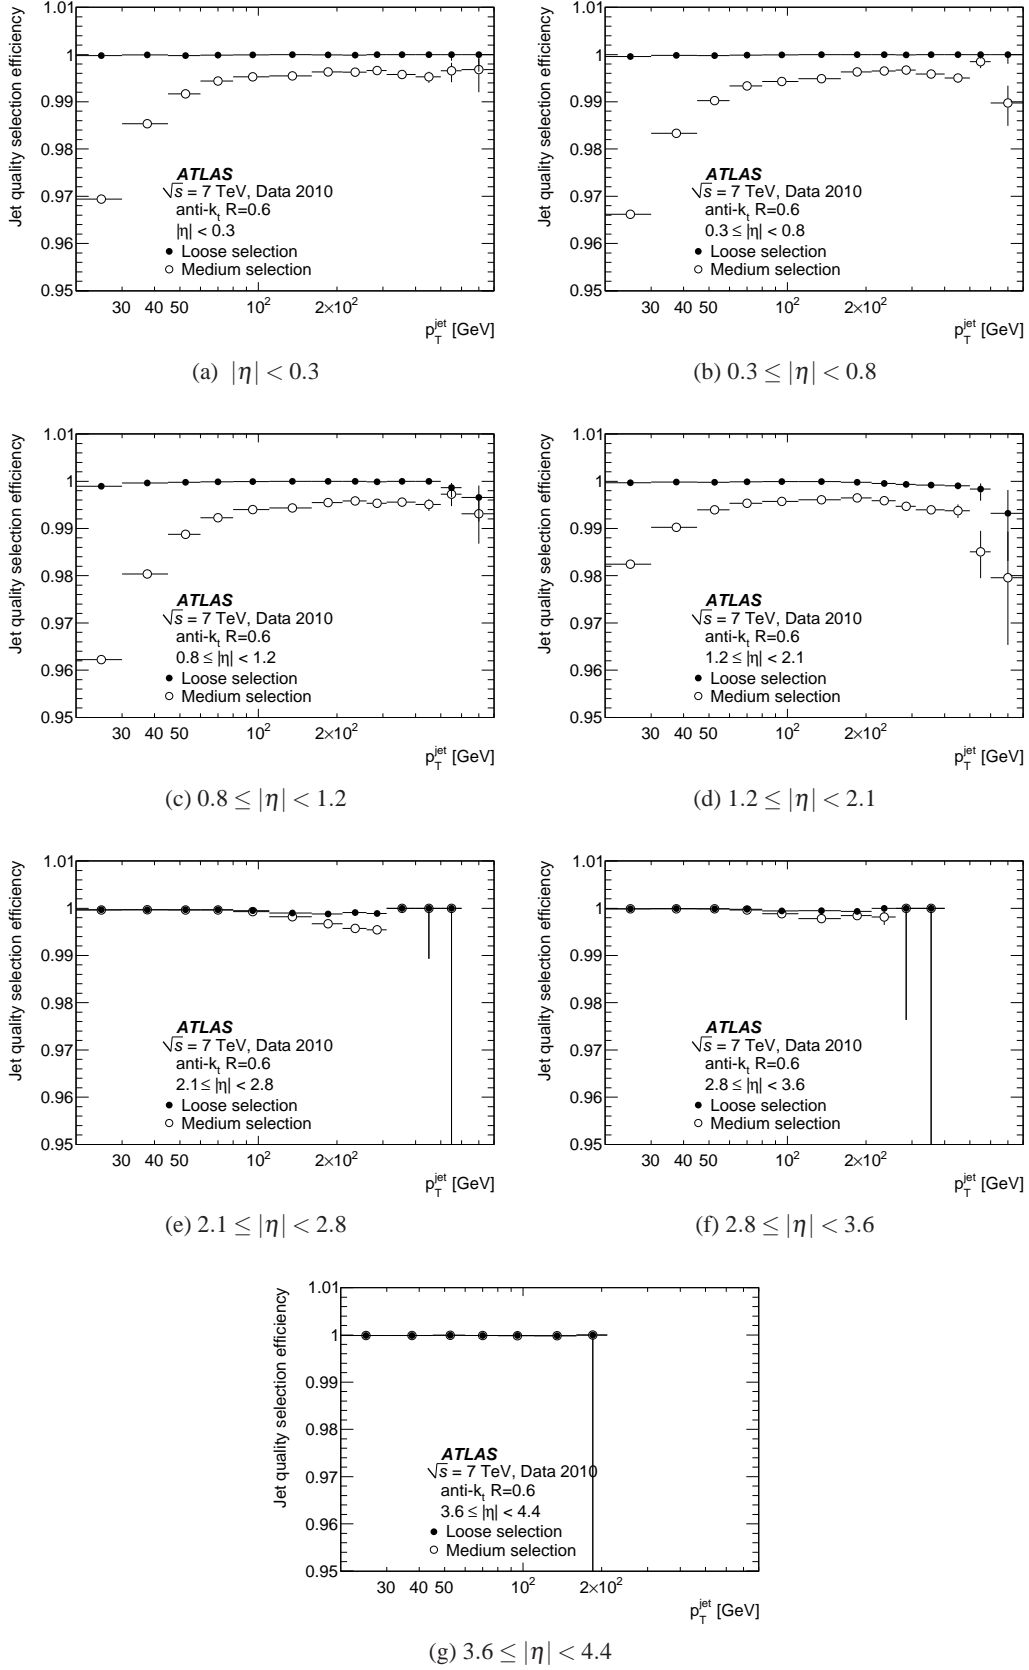 Jet quality selection efficiency
1.01
1
0.99
0.98
0.97
0.96
0.95
ATLAS
√s = 7 TeV, Data 2010
anti-k_t R=0.6
|η| < 0.3
Loose selection
Medium selection
30 40 50 10² 2×10²
p_T^jet [GeV]
(a) |η| < 0.3
Jet quality selection efficiency
1.01
1
0.99
0.98
0.97
0.96
0.95
ATLAS
√s = 7 TeV, Data 2010
anti-k_t R=0.6
0.3 ≤ |η| < 0.8
Loose selection
Medium selection
30 40 50 10² 2×10²
p_T^jet [GeV]
(b) 0.3 ≤ |η| < 0.8
Jet quality selection efficiency
1.01
1
0.99
0.98
0.97
0.96
0.95
ATLAS
√s = 7 TeV, Data 2010
anti-k_t R=0.6
0.8 ≤ |η| < 1.2
Loose selection
Medium selection
30 40 50 10² 2×10²
p_T^jet [GeV]
(c) 0.8 ≤ |η| < 1.2
Jet quality selection efficiency
1.01
1
0.99
0.98
0.97
0.96
0.95
ATLAS
√s = 7 TeV, Data 2010
anti-k_t R=0.6
1.2 ≤ |η| < 2.1
Loose selection
Medium selection
30 40 50 10² 2×10²
p_T^jet [GeV]
(d) 1.2 ≤ |η| < 2.1
Jet quality selection efficiency
1.01
1
0.99
0.98
0.97
0.96
0.95
ATLAS
√s = 7 TeV, Data 2010
anti-k_t R=0.6
2.1 ≤ |η| < 2.8
Loose selection
Medium selection
30 40 50 10² 2×10²
p_T^jet [GeV]
(e) 2.1 ≤ |η| < 2.8
Jet quality selection efficiency
1.01
1
0.99
0.98
0.97
0.96
0.95
ATLAS
√s = 7 TeV, Data 2010
anti-k_t R=0.6
2.8 ≤ |η| < 3.6
Loose selection
Medium selection
30 40 50 10² 2×10²
p_T^jet [GeV]
(f) 2.8 ≤ |η| < 3.6
Jet quality selection efficiency
1.01
1
0.99
0.98
0.97
0.96
0.95
ATLAS
√s = 7 TeV, Data 2010
anti-k_t R=0.6
3.6 ≤ |η| < 4.4
Loose selection
Medium selection
30 40 50 10² 2×10²
p_T^jet [GeV]
(g) 3.6 ≤ |η| < 4.4